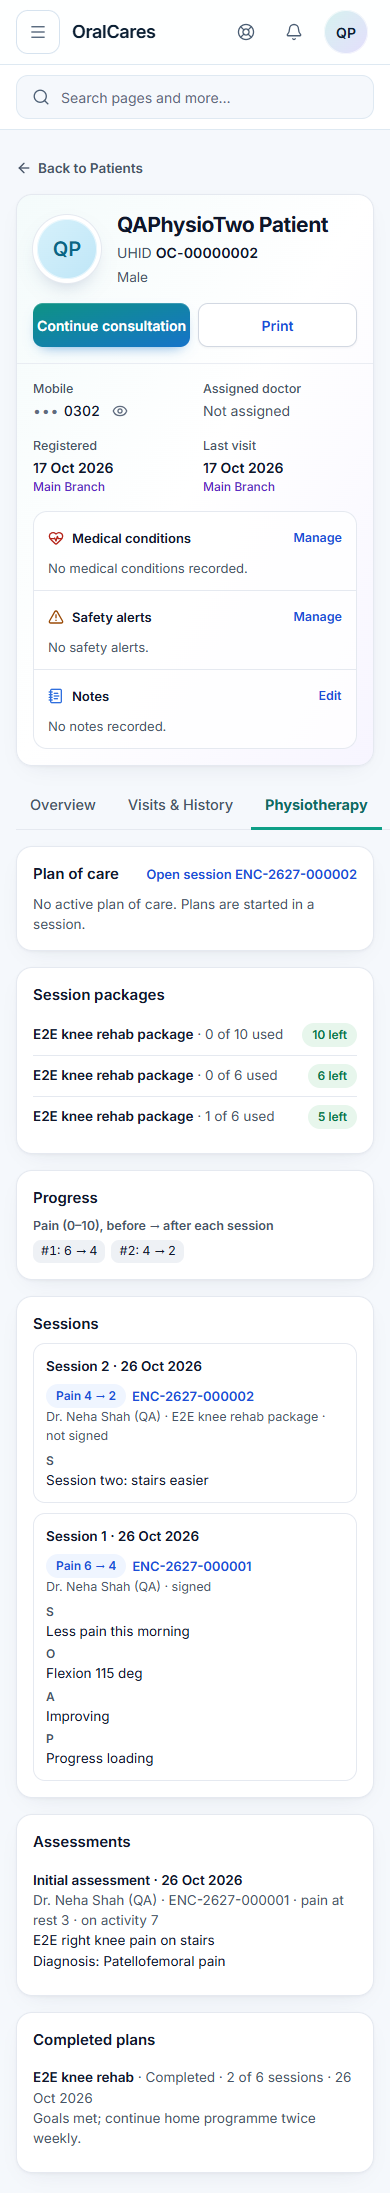 OralCares
QP
Search pages and more...
Back to Patients
QP
QAPhysioTwo Patient
UHID OC-00000002
Male
Continue consultation
Print
Mobile
Assigned doctor
••• 0302
Not assigned
Registered
Last visit
17 Oct 2026
17 Oct 2026
Main Branch
Main Branch
Medical conditions
Manage
No medical conditions recorded.
Safety alerts
Manage
No safety alerts.
Notes
Edit
No notes recorded.
Overview
Visits & History
Physiotherapy
Plan of care
Open session ENC-2627-000002
No active plan of care. Plans are started in a
session.
Session packages
E2E knee rehab package · 0 of 10 used
10 left
E2E knee rehab package · 0 of 6 used
6 left
E2E knee rehab package · 1 of 6 used
5 left
Progress
Pain (0–10), before → after each session
#1: 6 → 4
#2: 4 → 2
Sessions
Session 2 · 26 Oct 2026
Pain 4 → 2
ENC-2627-000002
Dr. Neha Shah (QA) · E2E knee rehab package ·
not signed
S
Session two: stairs easier
Session 1 · 26 Oct 2026
Pain 6 → 4
ENC-2627-000001
Dr. Neha Shah (QA) · signed
S
Less pain this morning
O
Flexion 115 deg
A
Improving
P
Progress loading
Assessments
Initial assessment · 26 Oct 2026
Dr. Neha Shah (QA) · ENC-2627-000001 · pain at
rest 3 · on activity 7
E2E right knee pain on stairs
Diagnosis: Patellofemoral pain
Completed plans
E2E knee rehab · Completed · 2 of 6 sessions · 26
Oct 2026
Goals met; continue home programme twice
weekly.